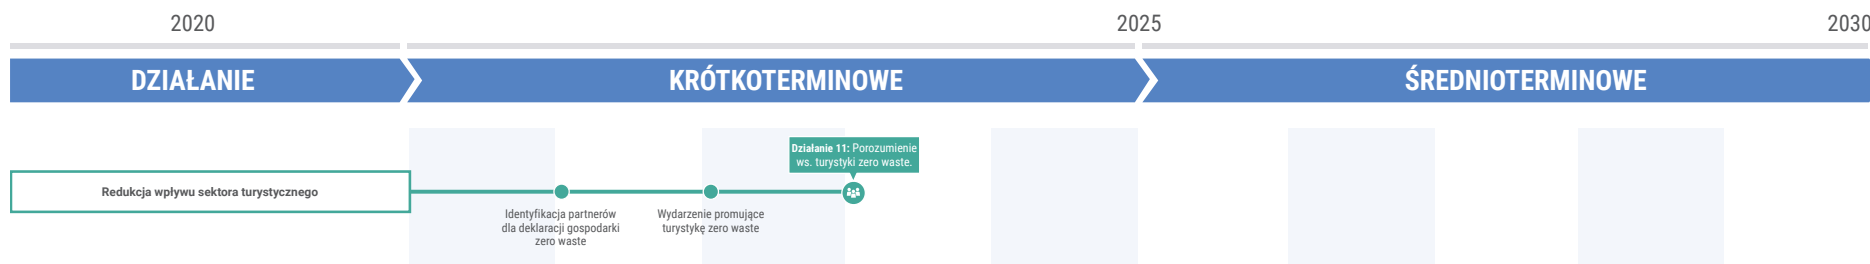 2020
2025
2030
DZIAŁANIE
KRÓTKOTERMINOWE
ŚREDNIOTERMINOWE
Działanie 11: Porozumienie
ws. turystyki zero waste.
Redukcja wpływu sektora turystycznego
Identyfikacja partnerów
dla deklaracji gospodarki
zero waste
Wydarzenie promujące
turystykę zero waste